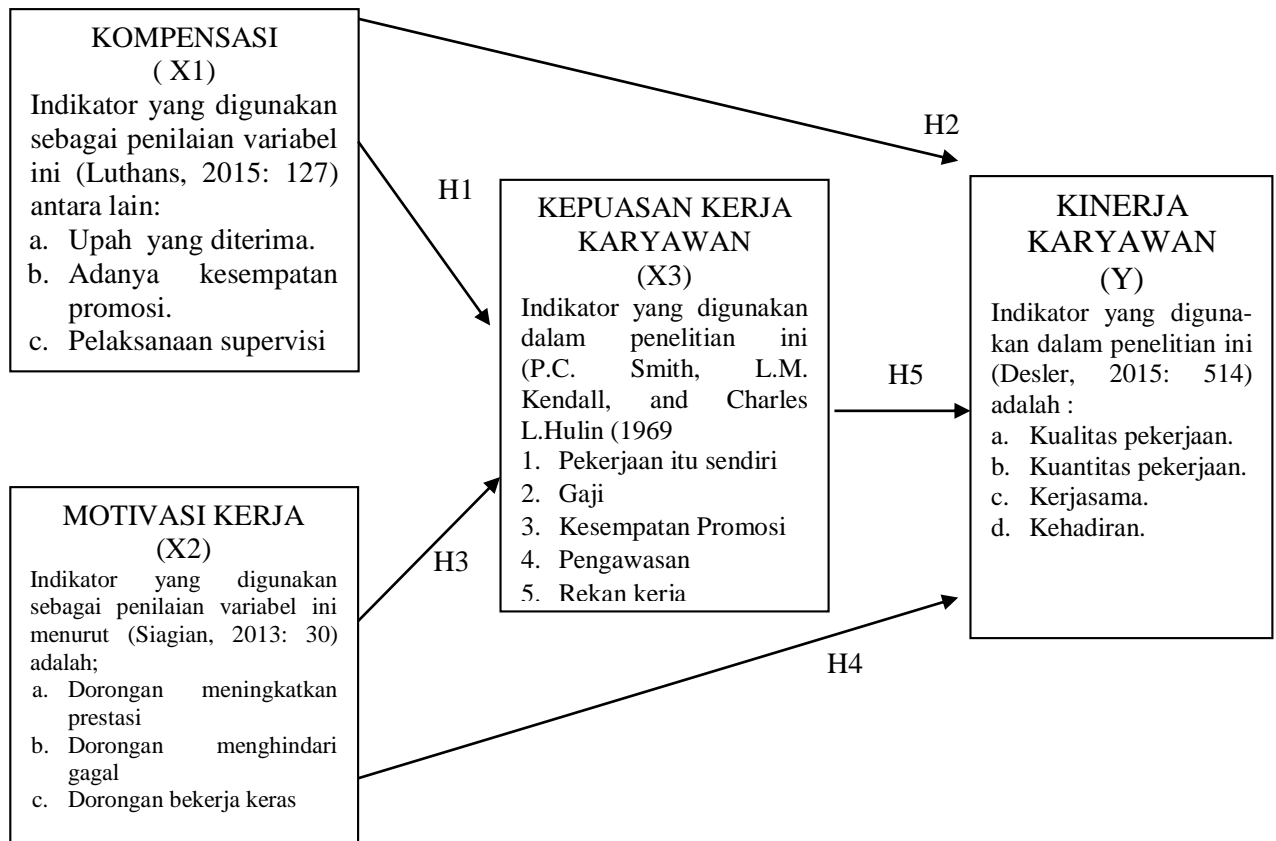 KOMPENSASI
( X1)
Indikator yang digunakan
sebagai penilaian variabel
ini (Luthans, 2015: 127)
antara lain:
a. Upah yang diterima.
b. Adanya kesempatan
promosi.
c. Pelaksanaan supervisi
H2
H1
KEPUASAN KERJA
KARYAWAN
(X3)
Indikator yang digunakan
dalam penelitian ini
(P.C. Smith, L.M.
Kendall, and Charles
L.Hulin (1969
1. Pekerjaan itu sendiri
2. Gaji
3. Kesempatan Promosi
4. Pengawasan
5. Rekan kerja
KINERJA
KARYAWAN
(Y)
Indikator yang diguna-
kan dalam penelitian ini
(Desler, 2015: 514)
adalah :
a. Kualitas pekerjaan.
b. Kuantitas pekerjaan.
c. Kerjasama.
d. Kehadiran.
H5
MOTIVASI KERJA
(X2)
Indikator yang digunakan
sebagai penilaian variabel ini
menurut (Siagian, 2013: 30)
adalah;
a. Dorongan meningkatkan
prestasi
b. Dorongan menghindari
gagal
c. Dorongan bekerja keras
H3
H4